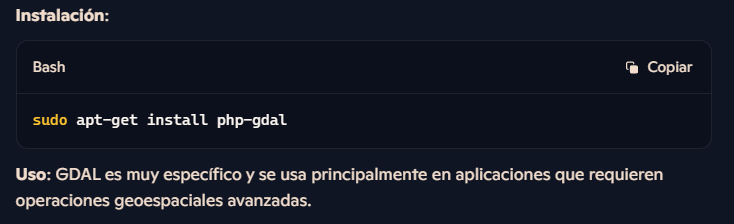 Instalación:
Bash
Copiar
sudo apt-get install php-gdal
Uso: GDAL es muy específico y se usa principalmente en aplicaciones que requieren
operaciones geoespaciales avanzadas.